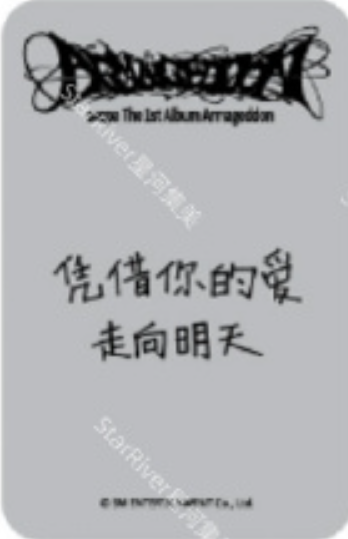 ARMAGEDDON
aespa The 1st Album Armageddon
StarRiver星河集美
凭借你的爱
走向明天
StarRiver星河集
© SM ENTERTAINMENT Co., Ltd.